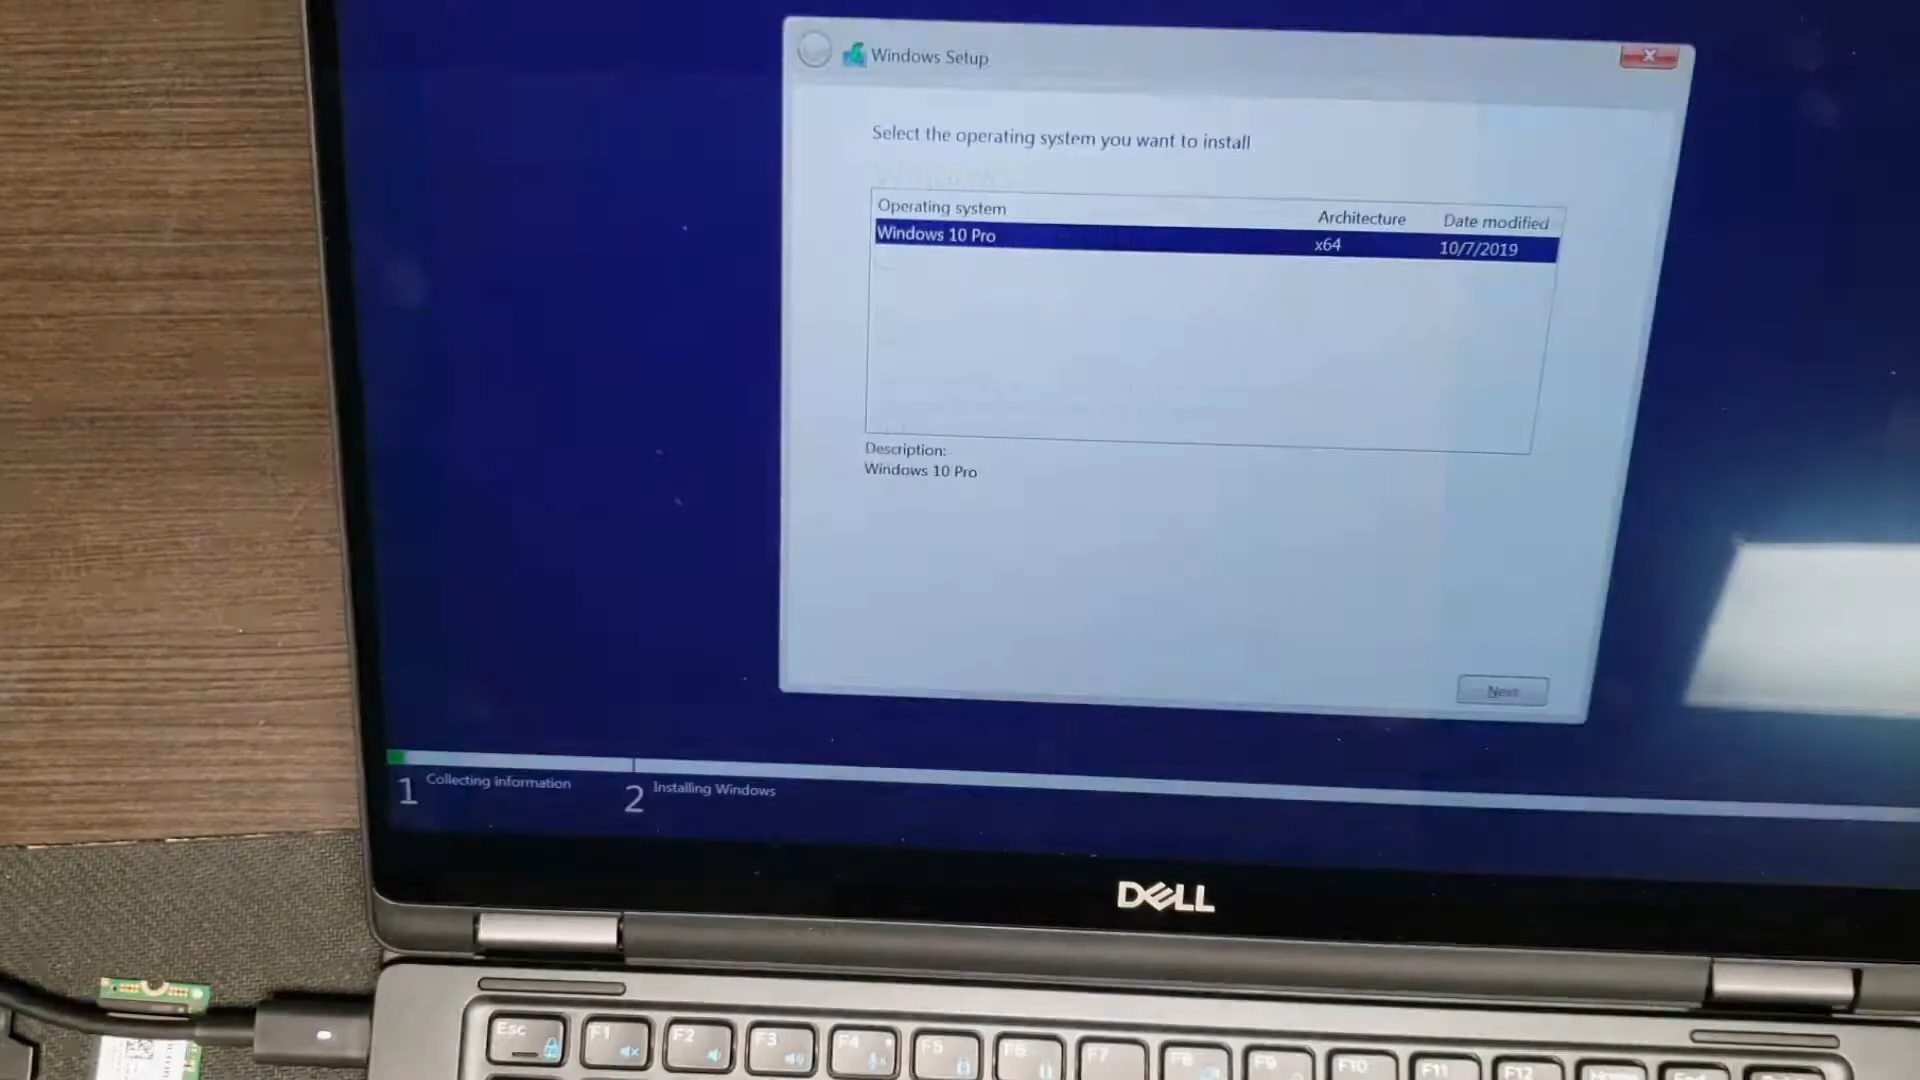 Windows Setup
Select the operating system you want to install
Operating system Architecture Date modified
Windows 10 Pro x64 10/7/2019
Description:
Windows 10 Pro
Next
1 Collecting information 2 Installing Windows
DELL
Esc F1 F2 F3 F4 F5 F6 F7 F8 F9 F10 F11 F12 Home End